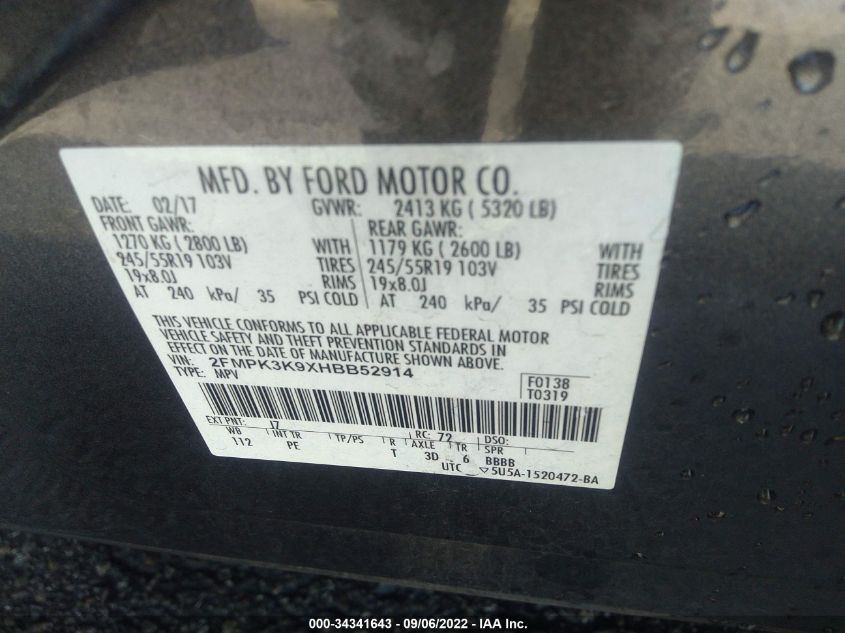 MFD. BY FORD MOTOR CO.
DATE: 02/17 GVWR: 2413 KG ( 5320 LB)
FRONT GAWR: REAR GAWR:
1270 KG ( 2800 LB) WITH 1179 KG ( 2600 LB) WITH
245/55R19 103V TIRES 245/55R19 103V TIRES
19x8.0J RIMS 19x8.0J RIMS
AT 240 kPa/ 35 PSI COLD AT 240 kPa/ 35 PSI COLD
THIS VEHICLE CONFORMS TO ALL APPLICABLE FEDERAL MOTOR
VEHICLE SAFETY AND THEFT PREVENTION STANDARDS IN
EFFECT ON THE DATE OF MANUFACTURE SHOWN ABOVE.
VIN: 2FMPK3K9XHBB52914
TYPE: MPV
F0138
T0319
EXT PNT: J7 RC: 72 DSO:
WB INT TR TP/PS R AXLE TR SPR
112 PE T 3D 6 BBBB
UTC ▽5U5A-1520472-BA
000-34341643 - 09/06/2022 - IAA Inc.